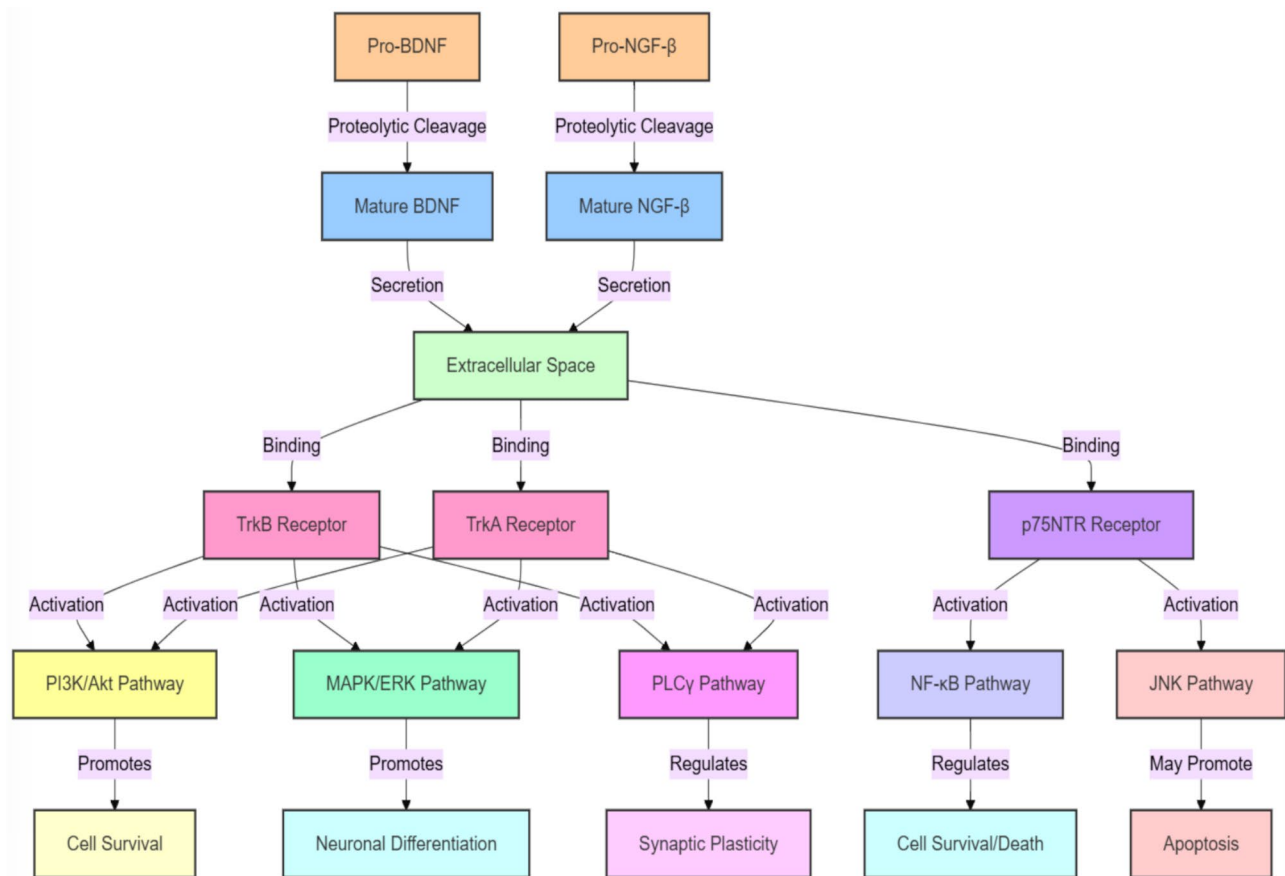 Pro-BDNF
Pro-NGF-β
Proteolytic Cleavage
Proteolytic Cleavage
Mature BDNF
Mature NGF-β
Secretion
Secretion
Extracellular Space
Binding
Binding
Binding
TrkB Receptor
TrkA Receptor
p75NTR Receptor
Activation
Activation
Activation
Activation
Activation
Activation
Activation
Activation
PI3K/Akt Pathway
MAPK/ERK Pathway
PLCγ Pathway
NF-κB Pathway
JNK Pathway
Promotes
Promotes
Regulates
Regulates
May Promote
Cell Survival
Neuronal Differentiation
Synaptic Plasticity
Cell Survival/Death
Apoptosis